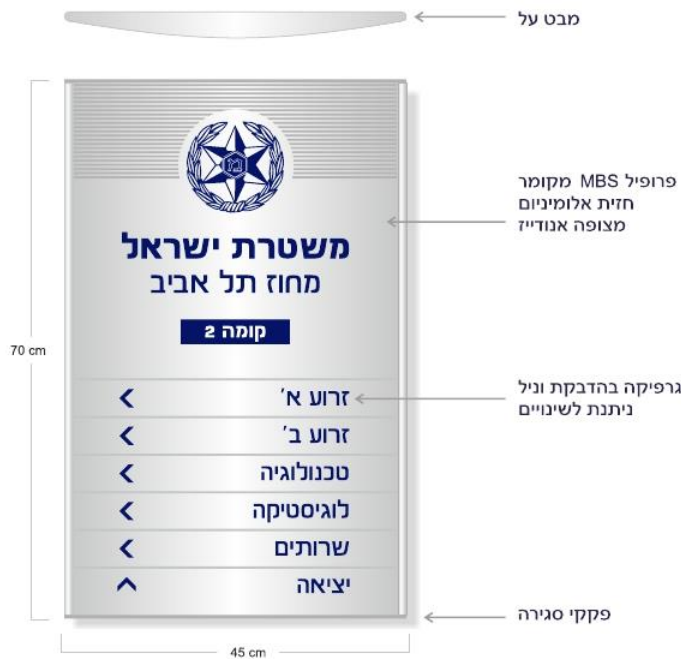 מבט על
פרופיל MBS מקומר
חזית אלומיניום
מצופה אנודייז
משטרת ישראל
מחוז תל אביב
קומה 2
70 cm
זרוע א'
גרפיקה בהדבקת וניל
ניתנת לשינויים
זרוע ב'
טכנולוגיה
לוגיסטיקה
שרותים
יציאה
פקקי סגירה
45 cm